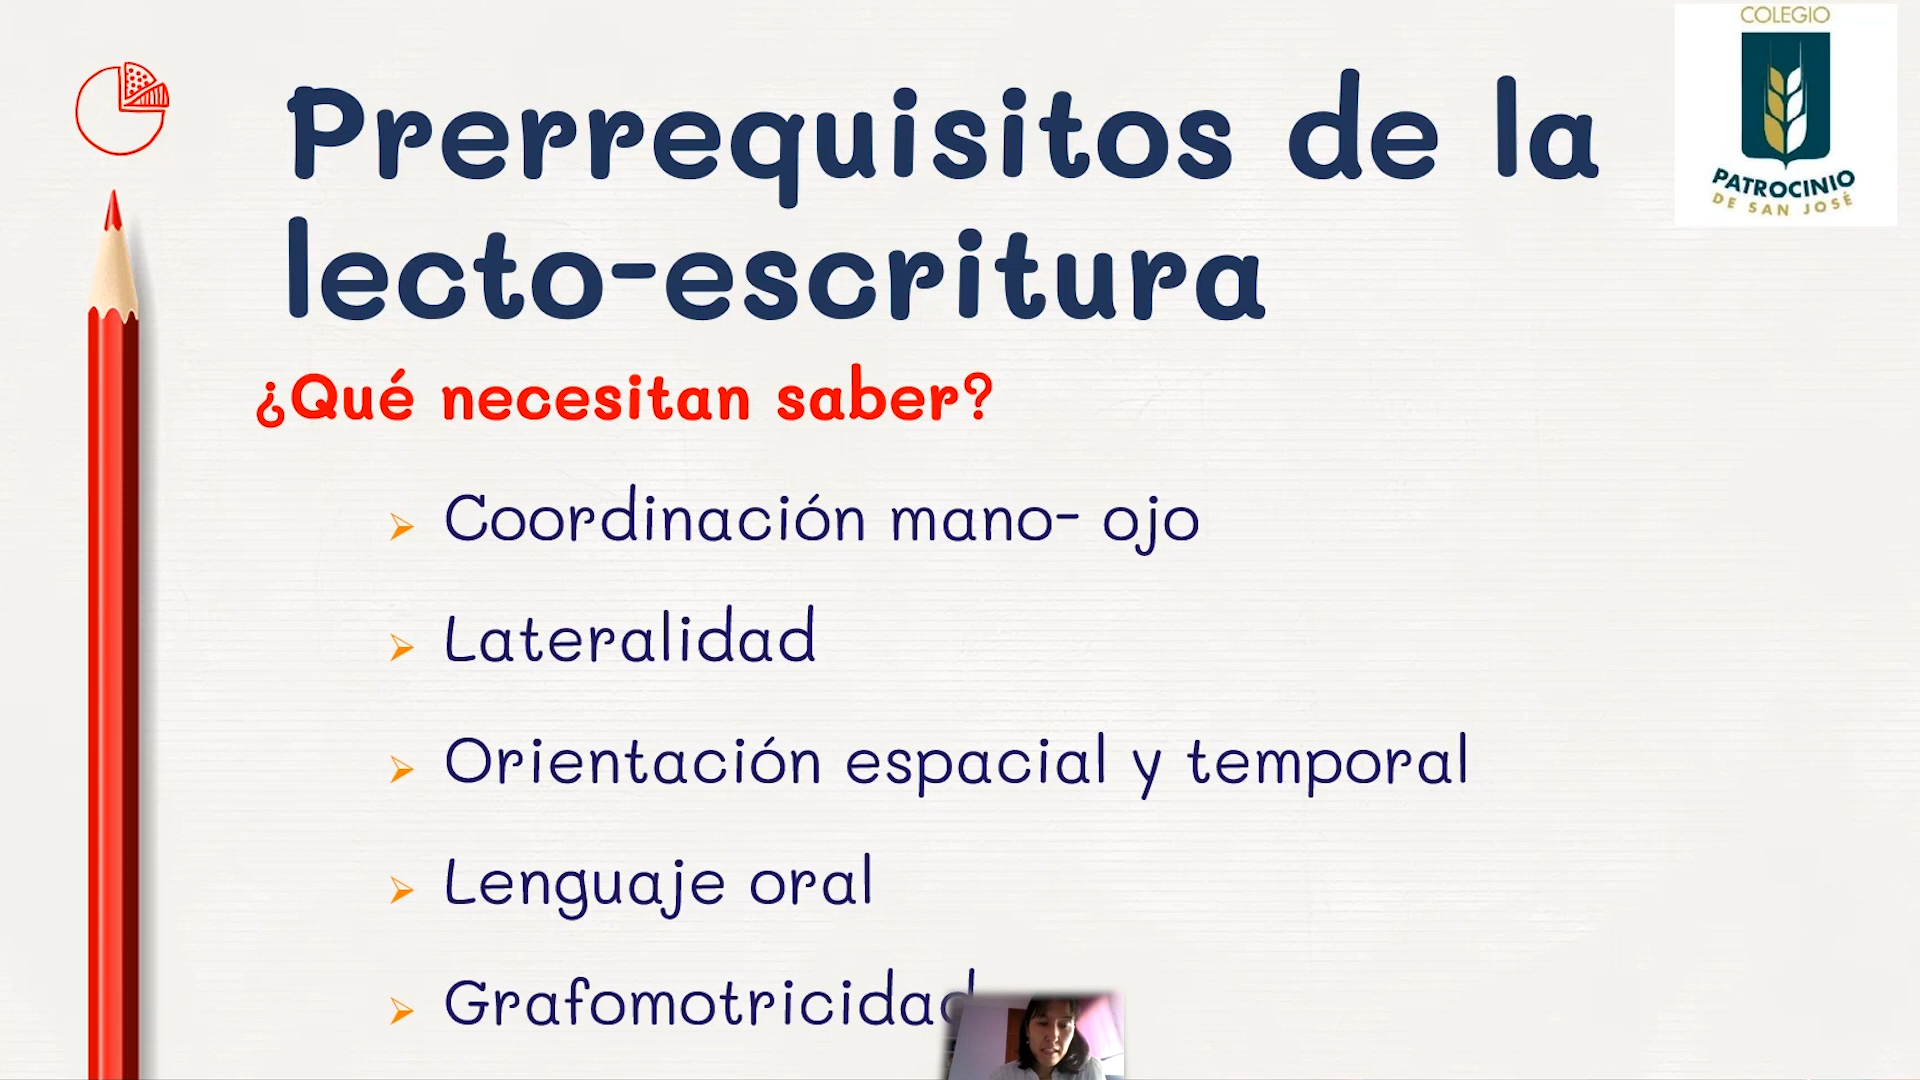 COLEGIO
PATROCINIO
DE SAN JOSÉ
Prerrequisitos de la
lecto-escritura
¿Qué necesitan saber?
Coordinación mano- ojo
Lateralidad
Orientación espacial y temporal
Lenguaje oral
Grafomotricidad